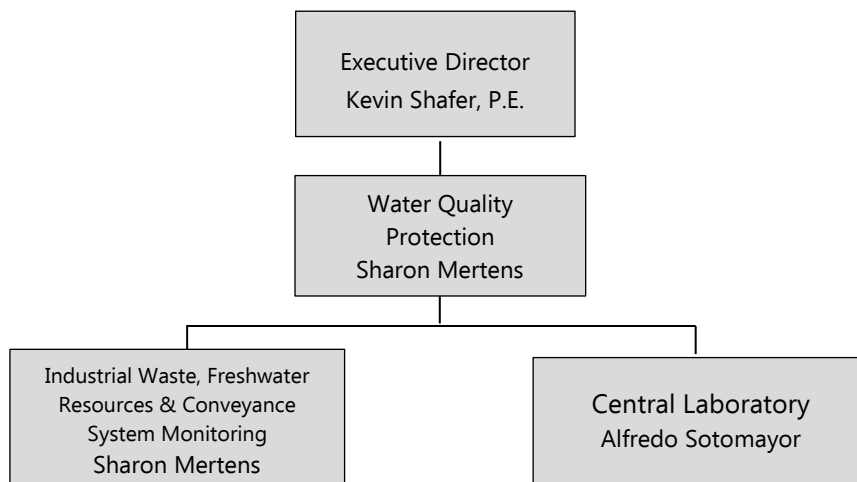 Executive Director
Kevin Shafer, P.E.
Water Quality
Protection
Sharon Mertens
Industrial Waste, Freshwater
Resources & Conveyance
System Monitoring
Sharon Mertens
Central Laboratory
Alfredo Sotomayor